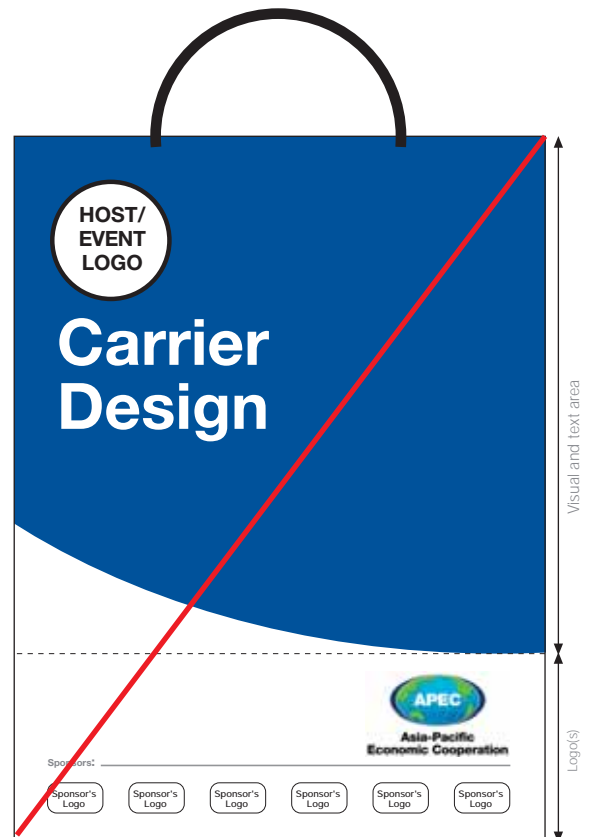 HOST/
EVENT
LOGO
Carrier
Design
Visual and text area
APEC
Asia-Pacific
Economic Cooperation
Logo(s)
Sponsors:
Sponsor's
Logo
Sponsor's
Logo
Sponsor's
Logo
Sponsor's
Logo
Sponsor's
Logo
Sponsor's
Logo